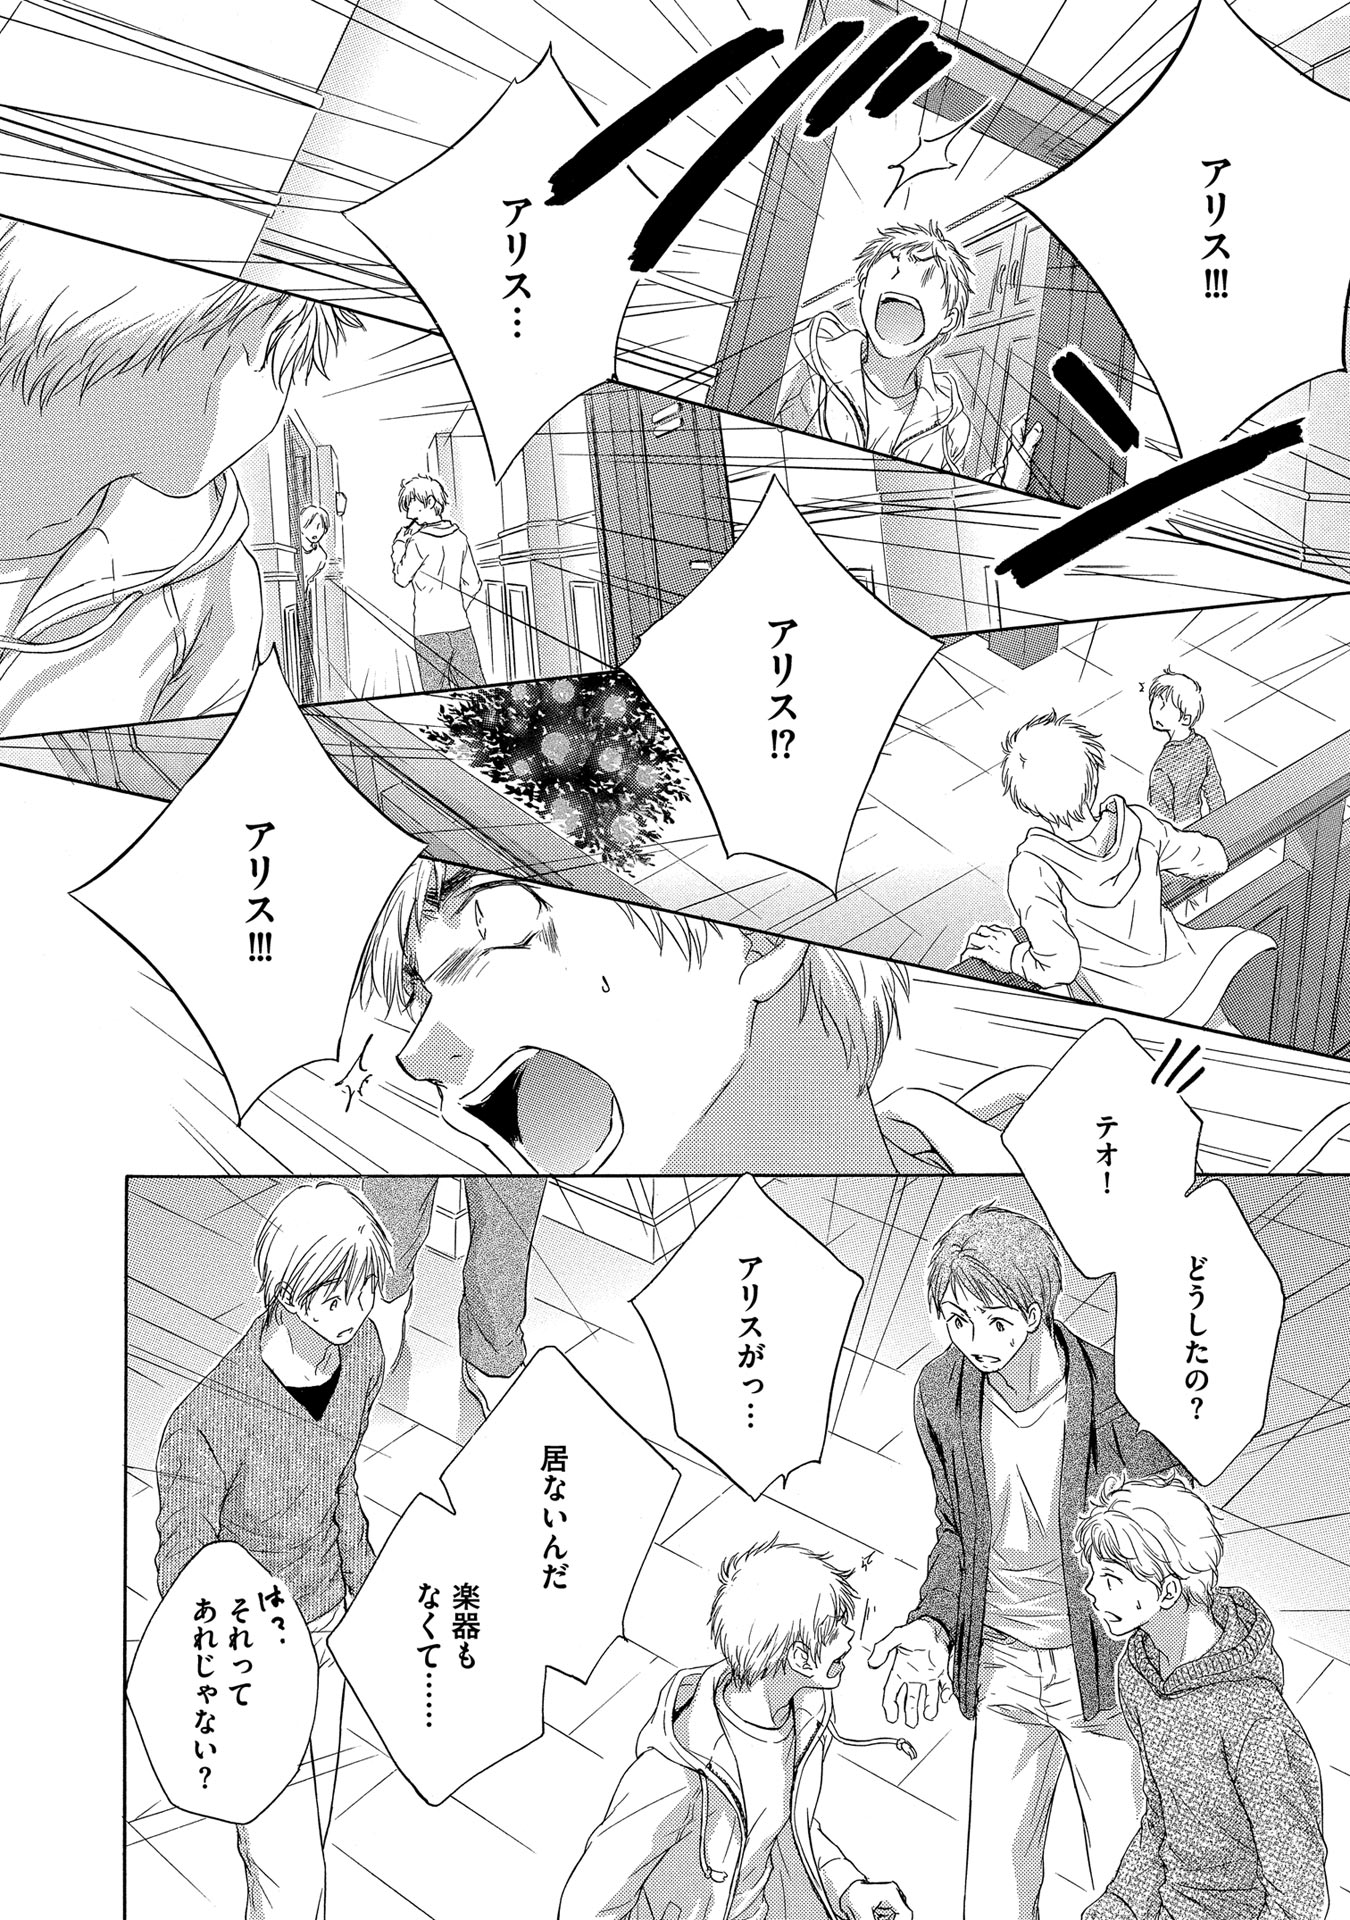 アリス!!!
バン
アリス…
アリス!?
アリス!!!
テオ!
どうしたの?
アリスがっ…
居ないんだ
楽器も
なくて……
は?
それって
あれじゃない?